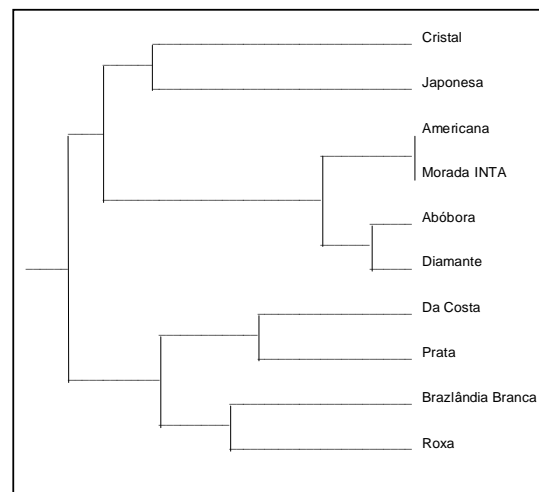 Cristal
Japonesa
Americana
Morada INTA
Abóbora
Diamante
Da Costa
Prata
Brazlândia Branca
Roxa